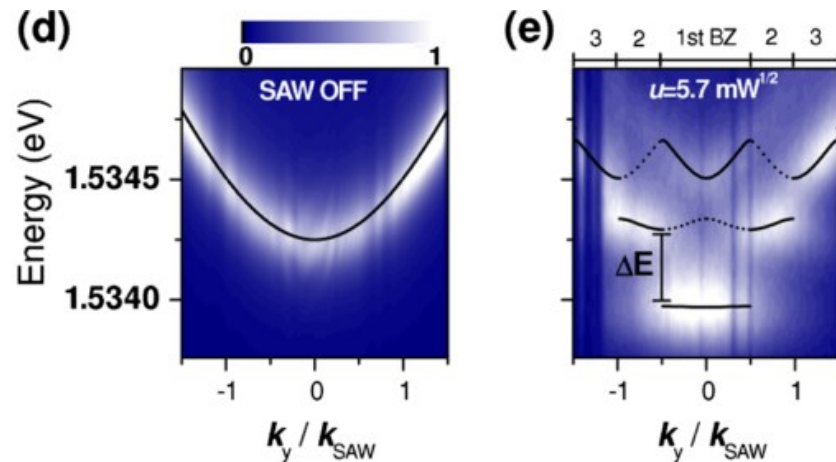 (d)
0 1
SAW OFF
Energy (eV)
1.5345
1.5340
-1 0 1
k_y / k_SAW
(e)
3 2 1st BZ 2 3
u=5.7 mW^1/2
ΔE
-1 0 1
k_y / k_SAW